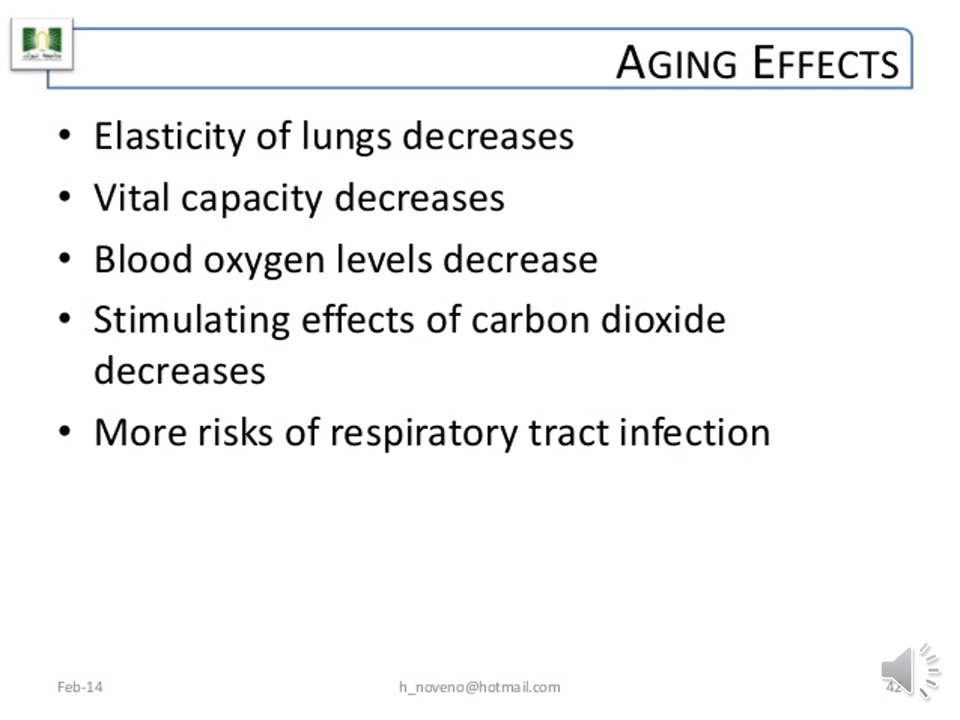 AGING EFFECTS
• Elasticity of lungs decreases
• Vital capacity decreases
• Blood oxygen levels decrease
• Stimulating effects of carbon dioxide
decreases
• More risks of respiratory tract infection
Feb-14 h_noveno@hotmail.com 42